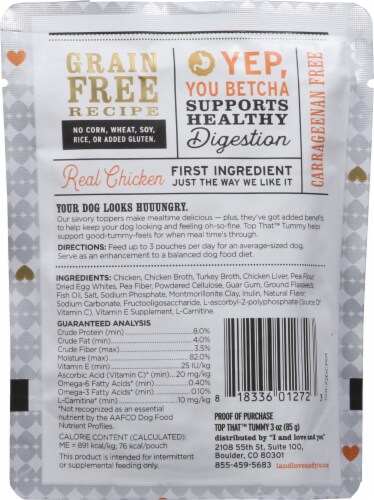 GRAIN
FREE
RECIPE
NO CORN, WHEAT, SOY,
RICE, OR ADDED GLUTEN.
YEP,
YOU BETCHA
SUPPORTS
HEALTHY
Digestion
CARRAGEENAN FREE
Real Chicken
FIRST INGREDIENT
JUST THE WAY WE LIKE IT
YOUR DOG LOOKS HUUUNGRY.
Our savory toppers make mealtime delicious — plus, they've got added benefits
to help keep your dog looking and feeling oh-so-fine. Top That™ Tummy helps
support good-tummy-feels for when meal time's through.
DIRECTIONS: Feed up to 3 pouches per day for an average-sized dog.
Serve as an enhancement to a balanced dog food diet.
INGREDIENTS: Chicken, Chicken Broth, Turkey Broth, Chicken Liver, Pea Flour,
Dried Egg Whites, Pea Fiber, Powdered Cellulose, Guar Gum, Ground Flaxseed,
Fish Oil, Salt, Sodium Phosphate, Montmorillonite Clay, Inulin, Natural Flavor,
Sodium Carbonate, Fructooligosaccharide, L-ascorbyl-2-polyphosphate (Source Of
Vitamin C), Vitamin E Supplement, L-Carnitine.
GUARANTEED ANALYSIS
Crude Protein (min) 8.0%
Crude Fat (min) 4.0%
Crude Fiber (max) 3.5%
Moisture (max) 82.0%
Vitamin E (min) 25 IU/kg
Ascorbic Acid (Vitamin C)* (min) 20 mg/kg
Omega-6 Fatty Acids* (min) 0.40%
Omega-3 Fatty Acids* (min) 0.10%
L-Carnitine* (min) 10 mg/kg
*Not recognized as an essential
nutrient by the AAFCO Dog Food
Nutrient Profiles.
CALORIE CONTENT (CALCULATED):
ME = 891 kcal/kg; 76 kcal/pouch
This product is intended for intermittent
or supplemental feeding only.
8 18336 01272
PROOF OF PURCHASE
TOP THAT™ TUMMY 3 oz (85 g)
distributed by "I and love and you"
2108 55th St, Suite 100,
Boulder, CO 80301
855-459-5683 iandloveandyou.com